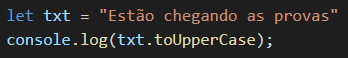 let txt = "Estão chegando as provas"
console.log(txt.toUpperCase);